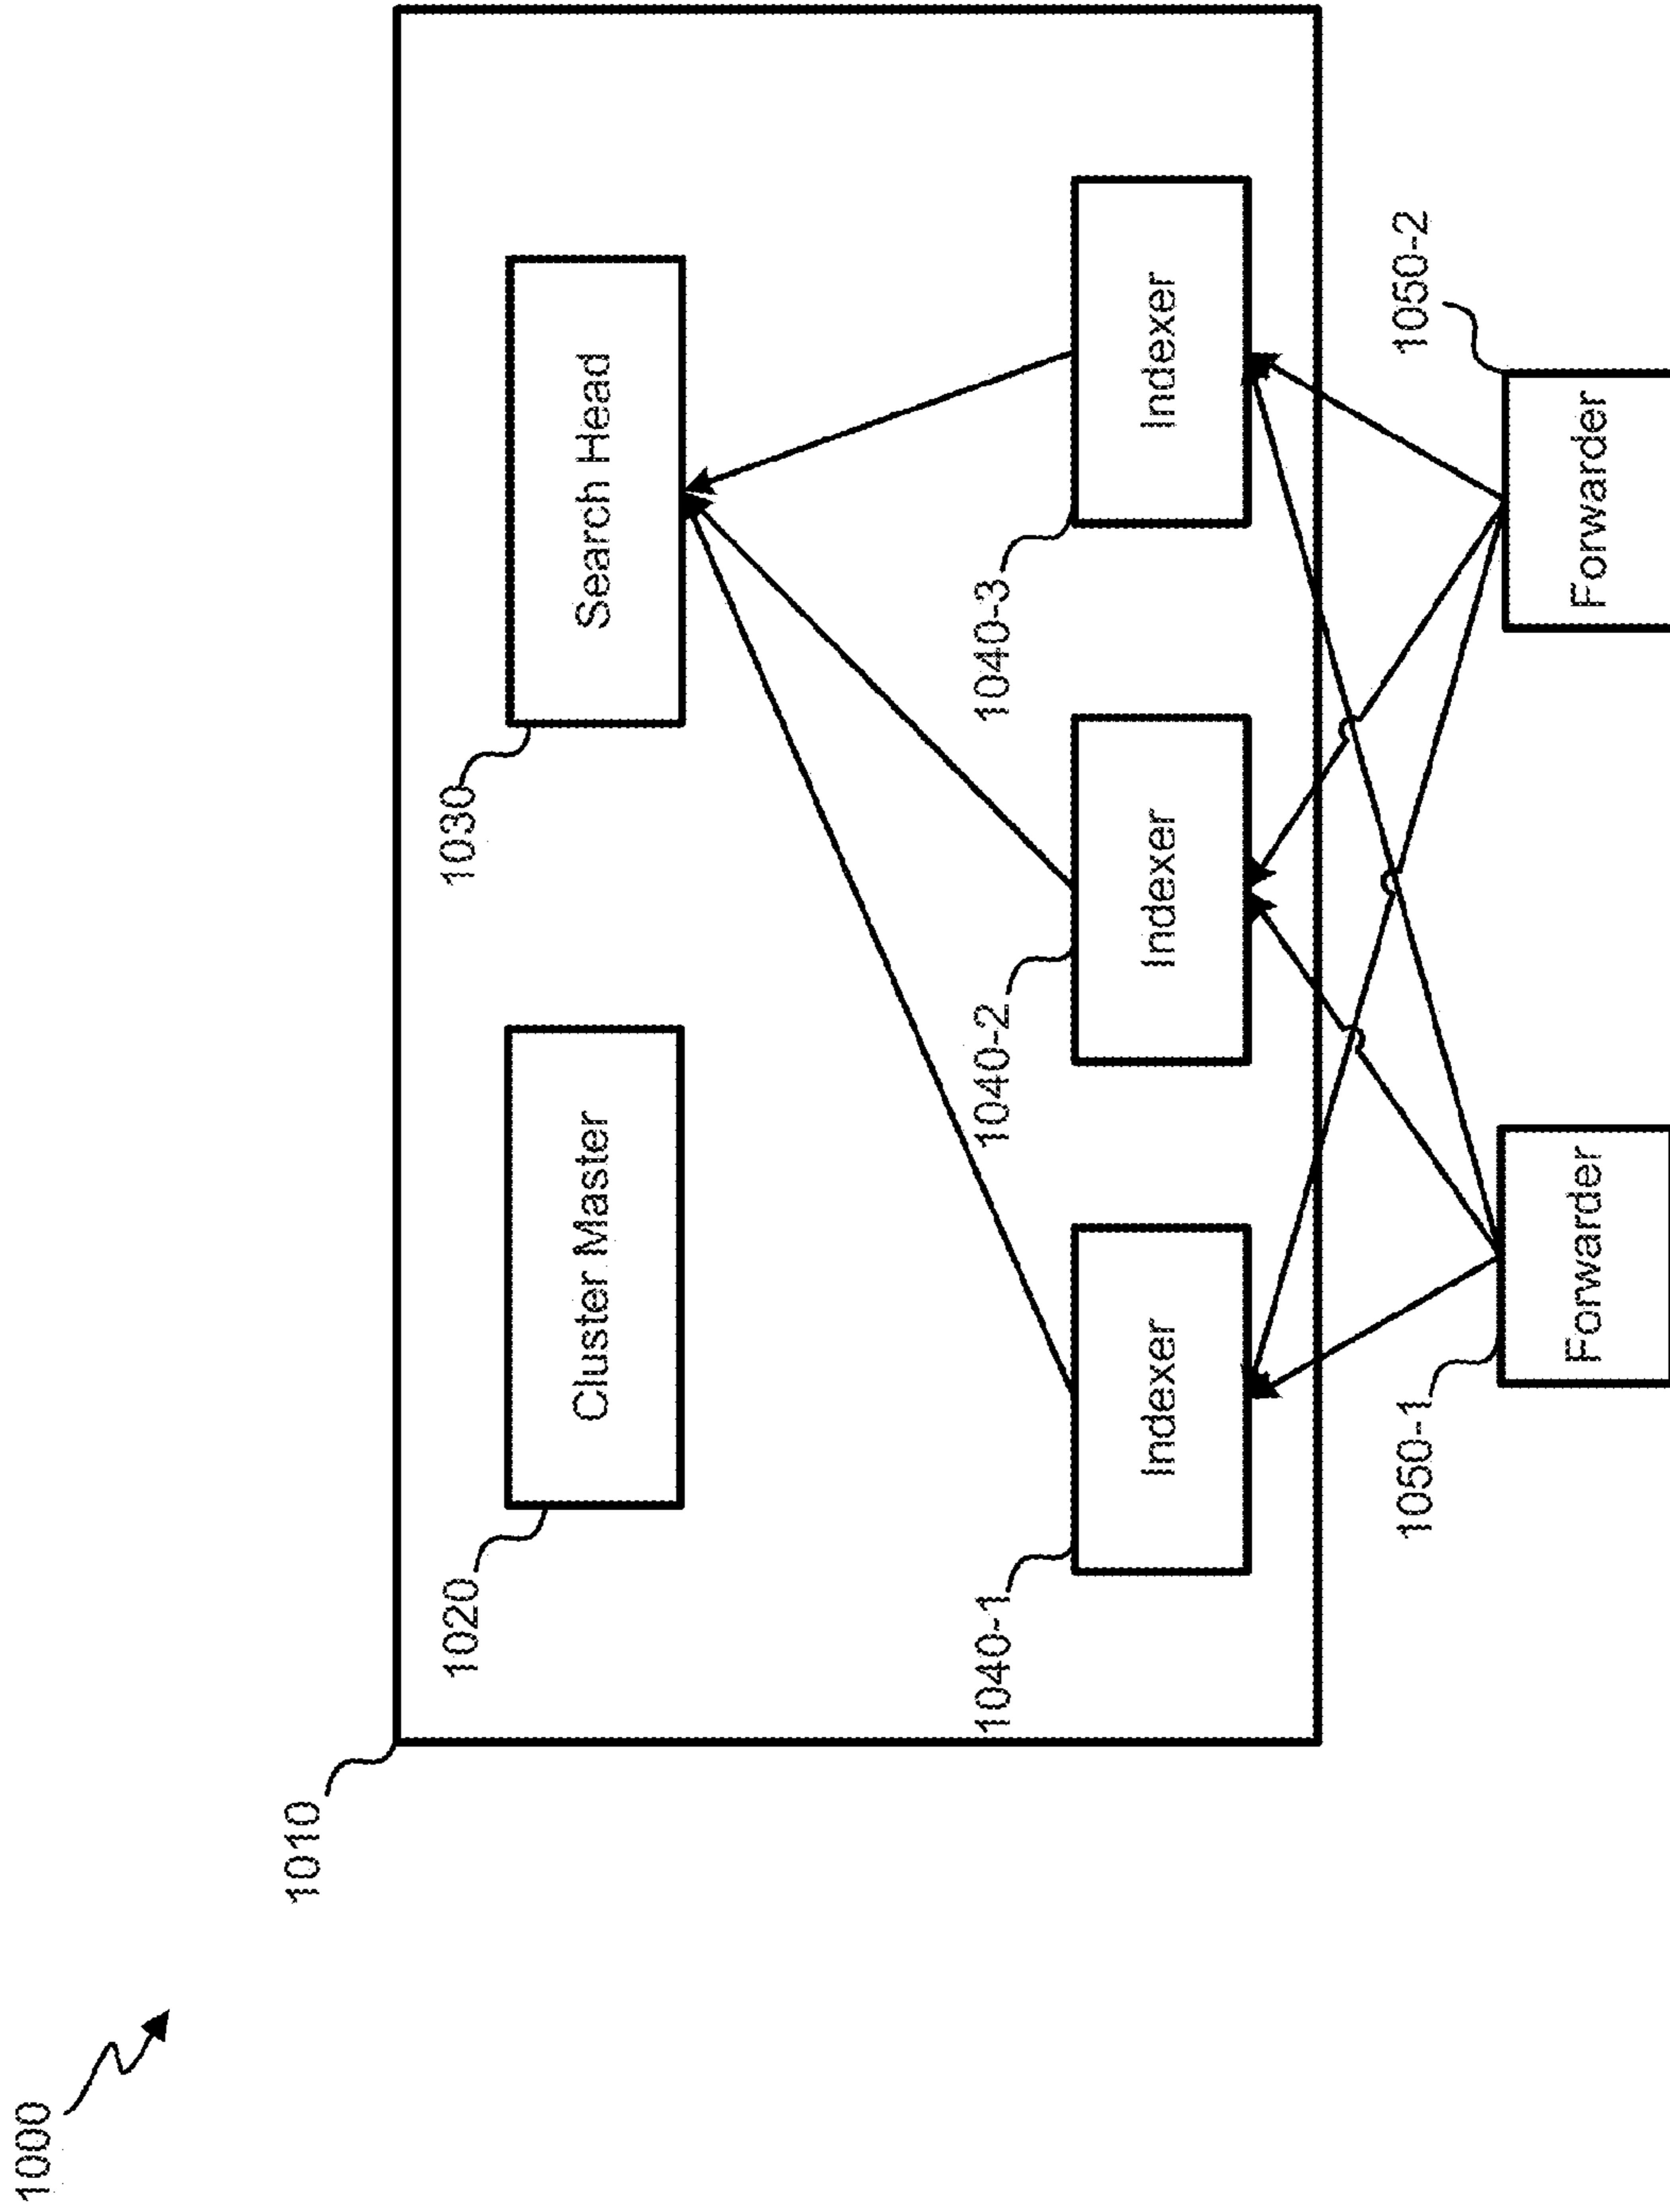 1000
1010
1020
Cluster Master
1030
Search Head
1040-1
Indexer
1040-2
Indexer
1040-3
Indexer
1050-1
Forwarder
1050-2
Forwarder